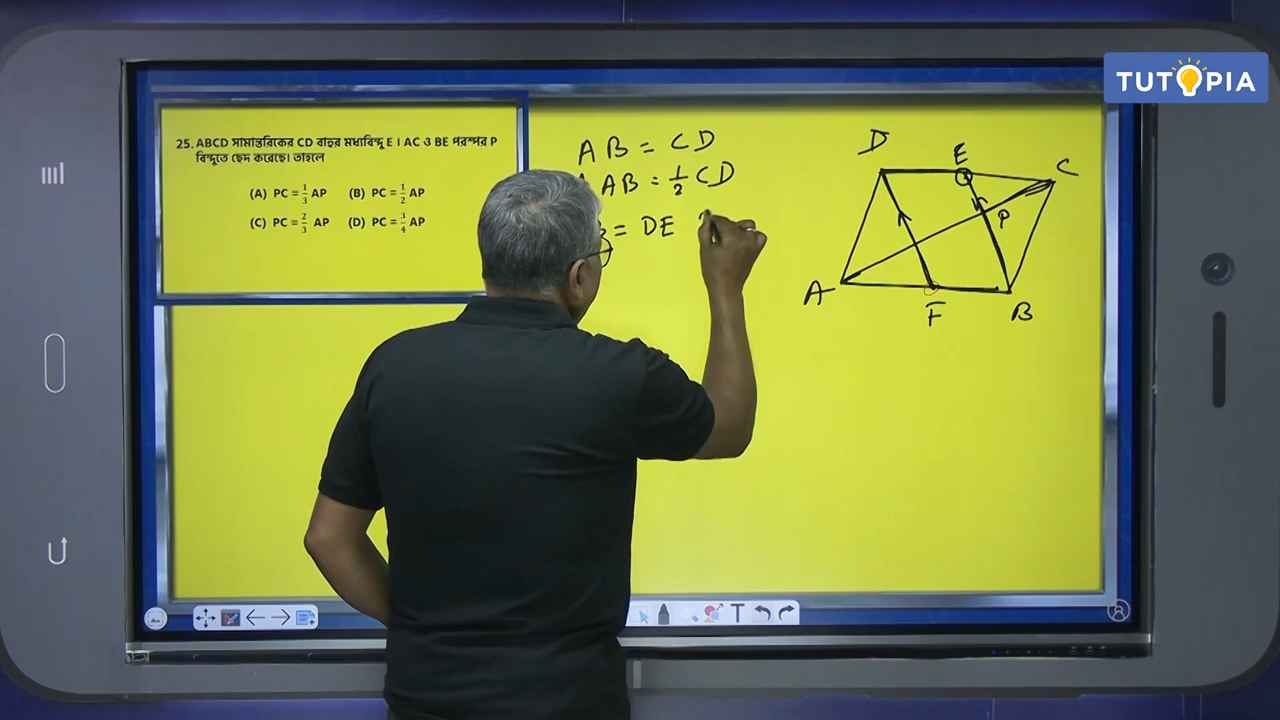 TUTOPIA
25. ABCD সামান্তরিকের CD বাহুর মধ্যবিন্দু E । AC ও BE পরস্পর P
বিন্দুতে ছেদ করেছে। তাহলে
(A) PC = 1/3 AP (B) PC = 1/2 AP
(C) PC = 2/3 AP (D) PC = 3/4 AP
AB = CD
AB = 1/2 CD
= DE
D E C
P
A F B
T